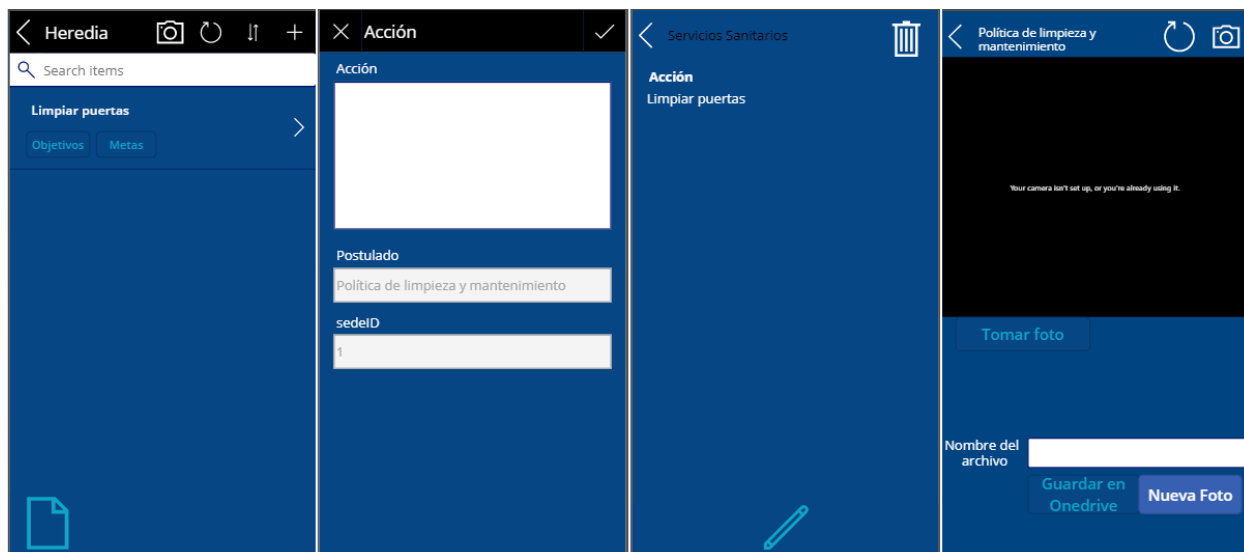 Heredia
Search items
Limpiar puertas
Objetivos
Metas
Acción
Acción
Postulado
Política de limpieza y mantenimiento
sedeID
1
Servicios Sanitarios
Acción
Limpiar puertas
Política de limpieza y
mantenimiento
Your camera isn't set up, or you're already using it.
Tomar foto
Nombre del
archivo
Guardar en
Onedrive
Nueva Foto